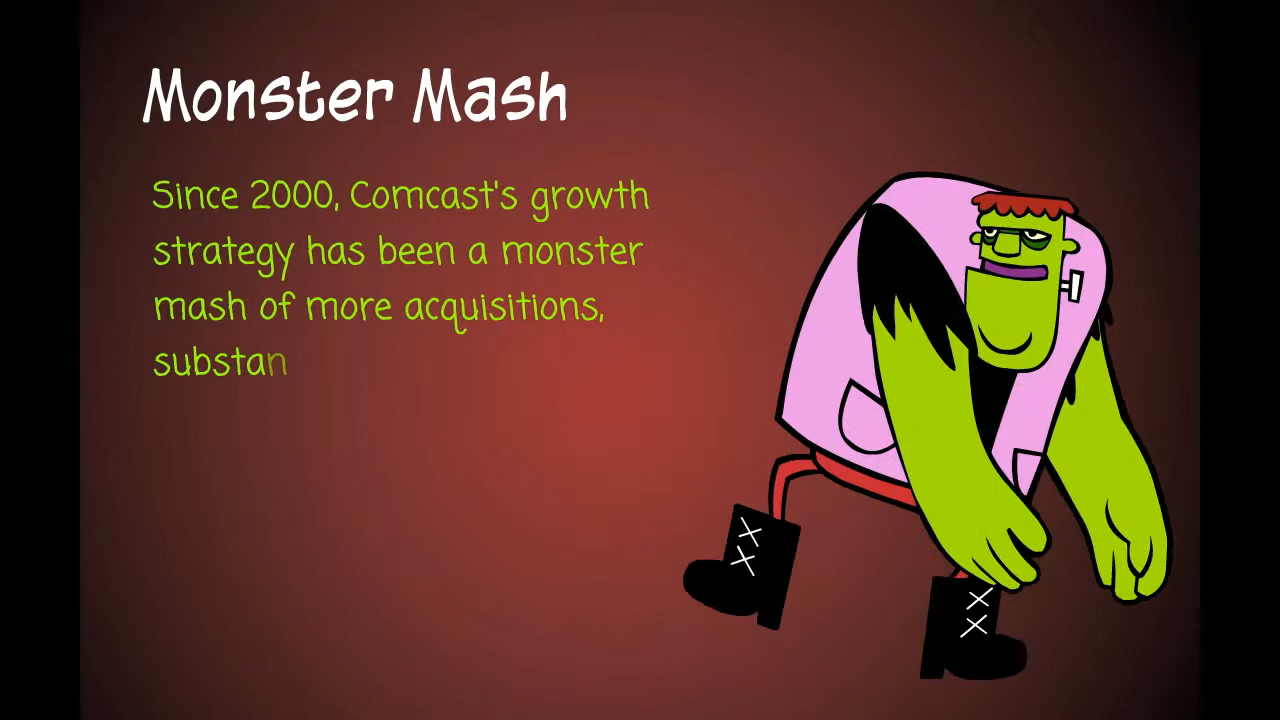 Monster Mash
Since 2000, Comcast's growth
strategy has been a monster
mash of more acquisitions,
substan